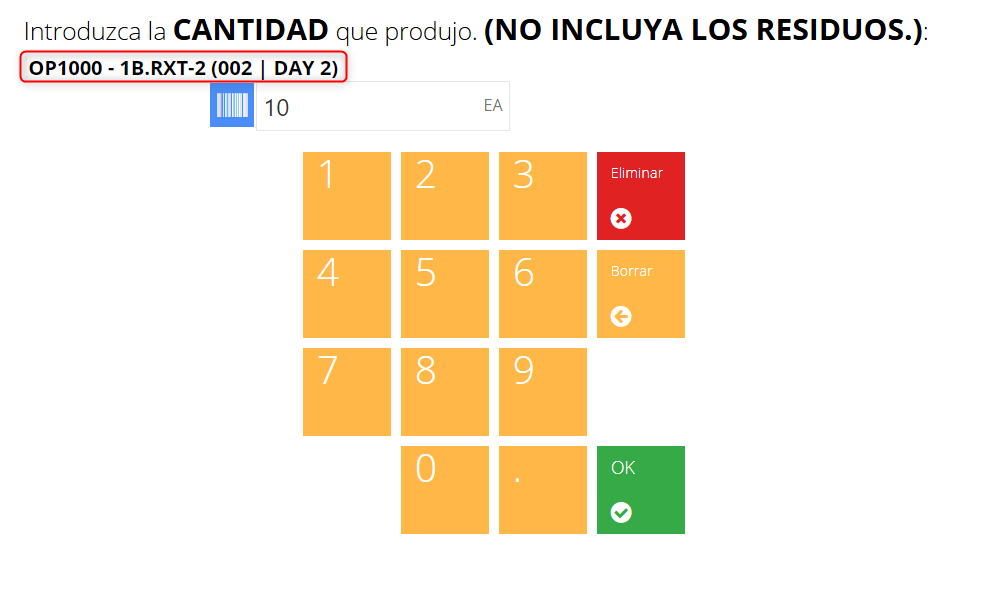 Introduzca la CANTIDAD que produjo. (NO INCLUYA LOS RESIDUOS.):
OP1000 - 1B.RXT-2 (002 | DAY 2)
10 EA
1 2 3 Eliminar
4 5 6 Borrar
7 8 9
0 . OK